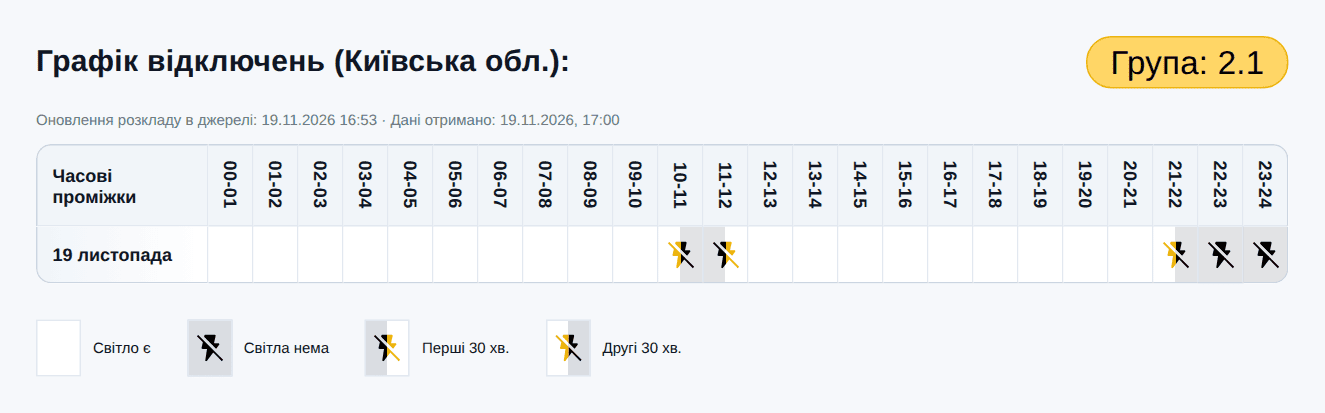 Графік відключень (Київська обл.):
Група: 2.1
Оновлення розкладу в джерелі: 19.11.2026 16:53 · Дані отримано: 19.11.2026, 17:00
Часові
проміжки
00-01
01-02
02-03
03-04
04-05
05-06
06-07
07-08
08-09
09-10
10-11
11-12
12-13
13-14
14-15
15-16
16-17
17-18
18-19
19-20
20-21
21-22
22-23
23-24
19 листопада
Світло є
Світла нема
Перші 30 хв.
Другі 30 хв.